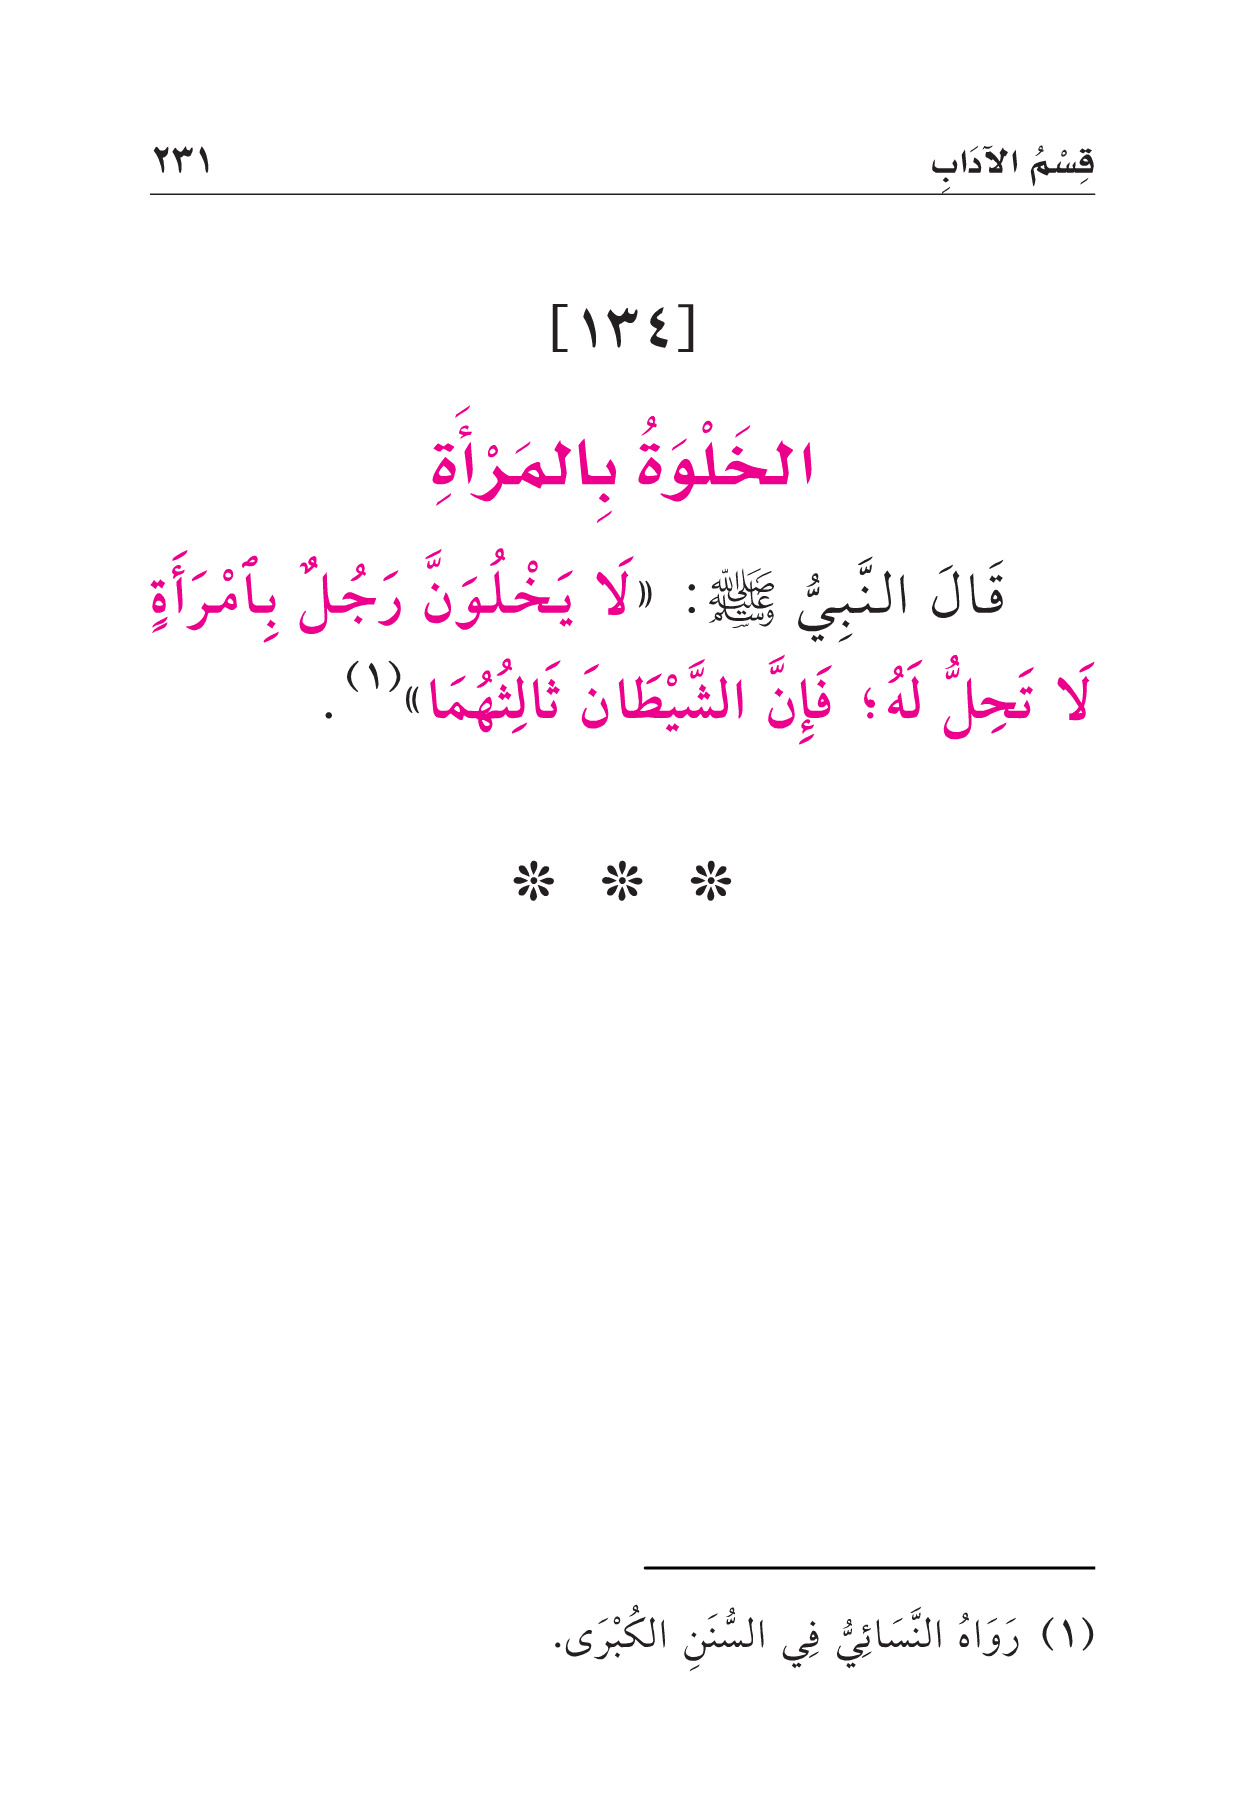 قِسْمُ الآدَابِ ٢٣١
[١٣٤]
الخَلْوَةُ بِالمَرْأَةِ
قَالَ النَّبِيُّ ﷺ: «لَا يَخْلُوَنَّ رَجُلٌ بِٱمْرَأَةٍ
لَا تَحِلُّ لَهُ؛ فَإِنَّ الشَّيْطَانَ ثَالِثُهُمَا»(١).
(١) رَوَاهُ النَّسَائِيُّ فِي السُّنَنِ الكُبْرَى.